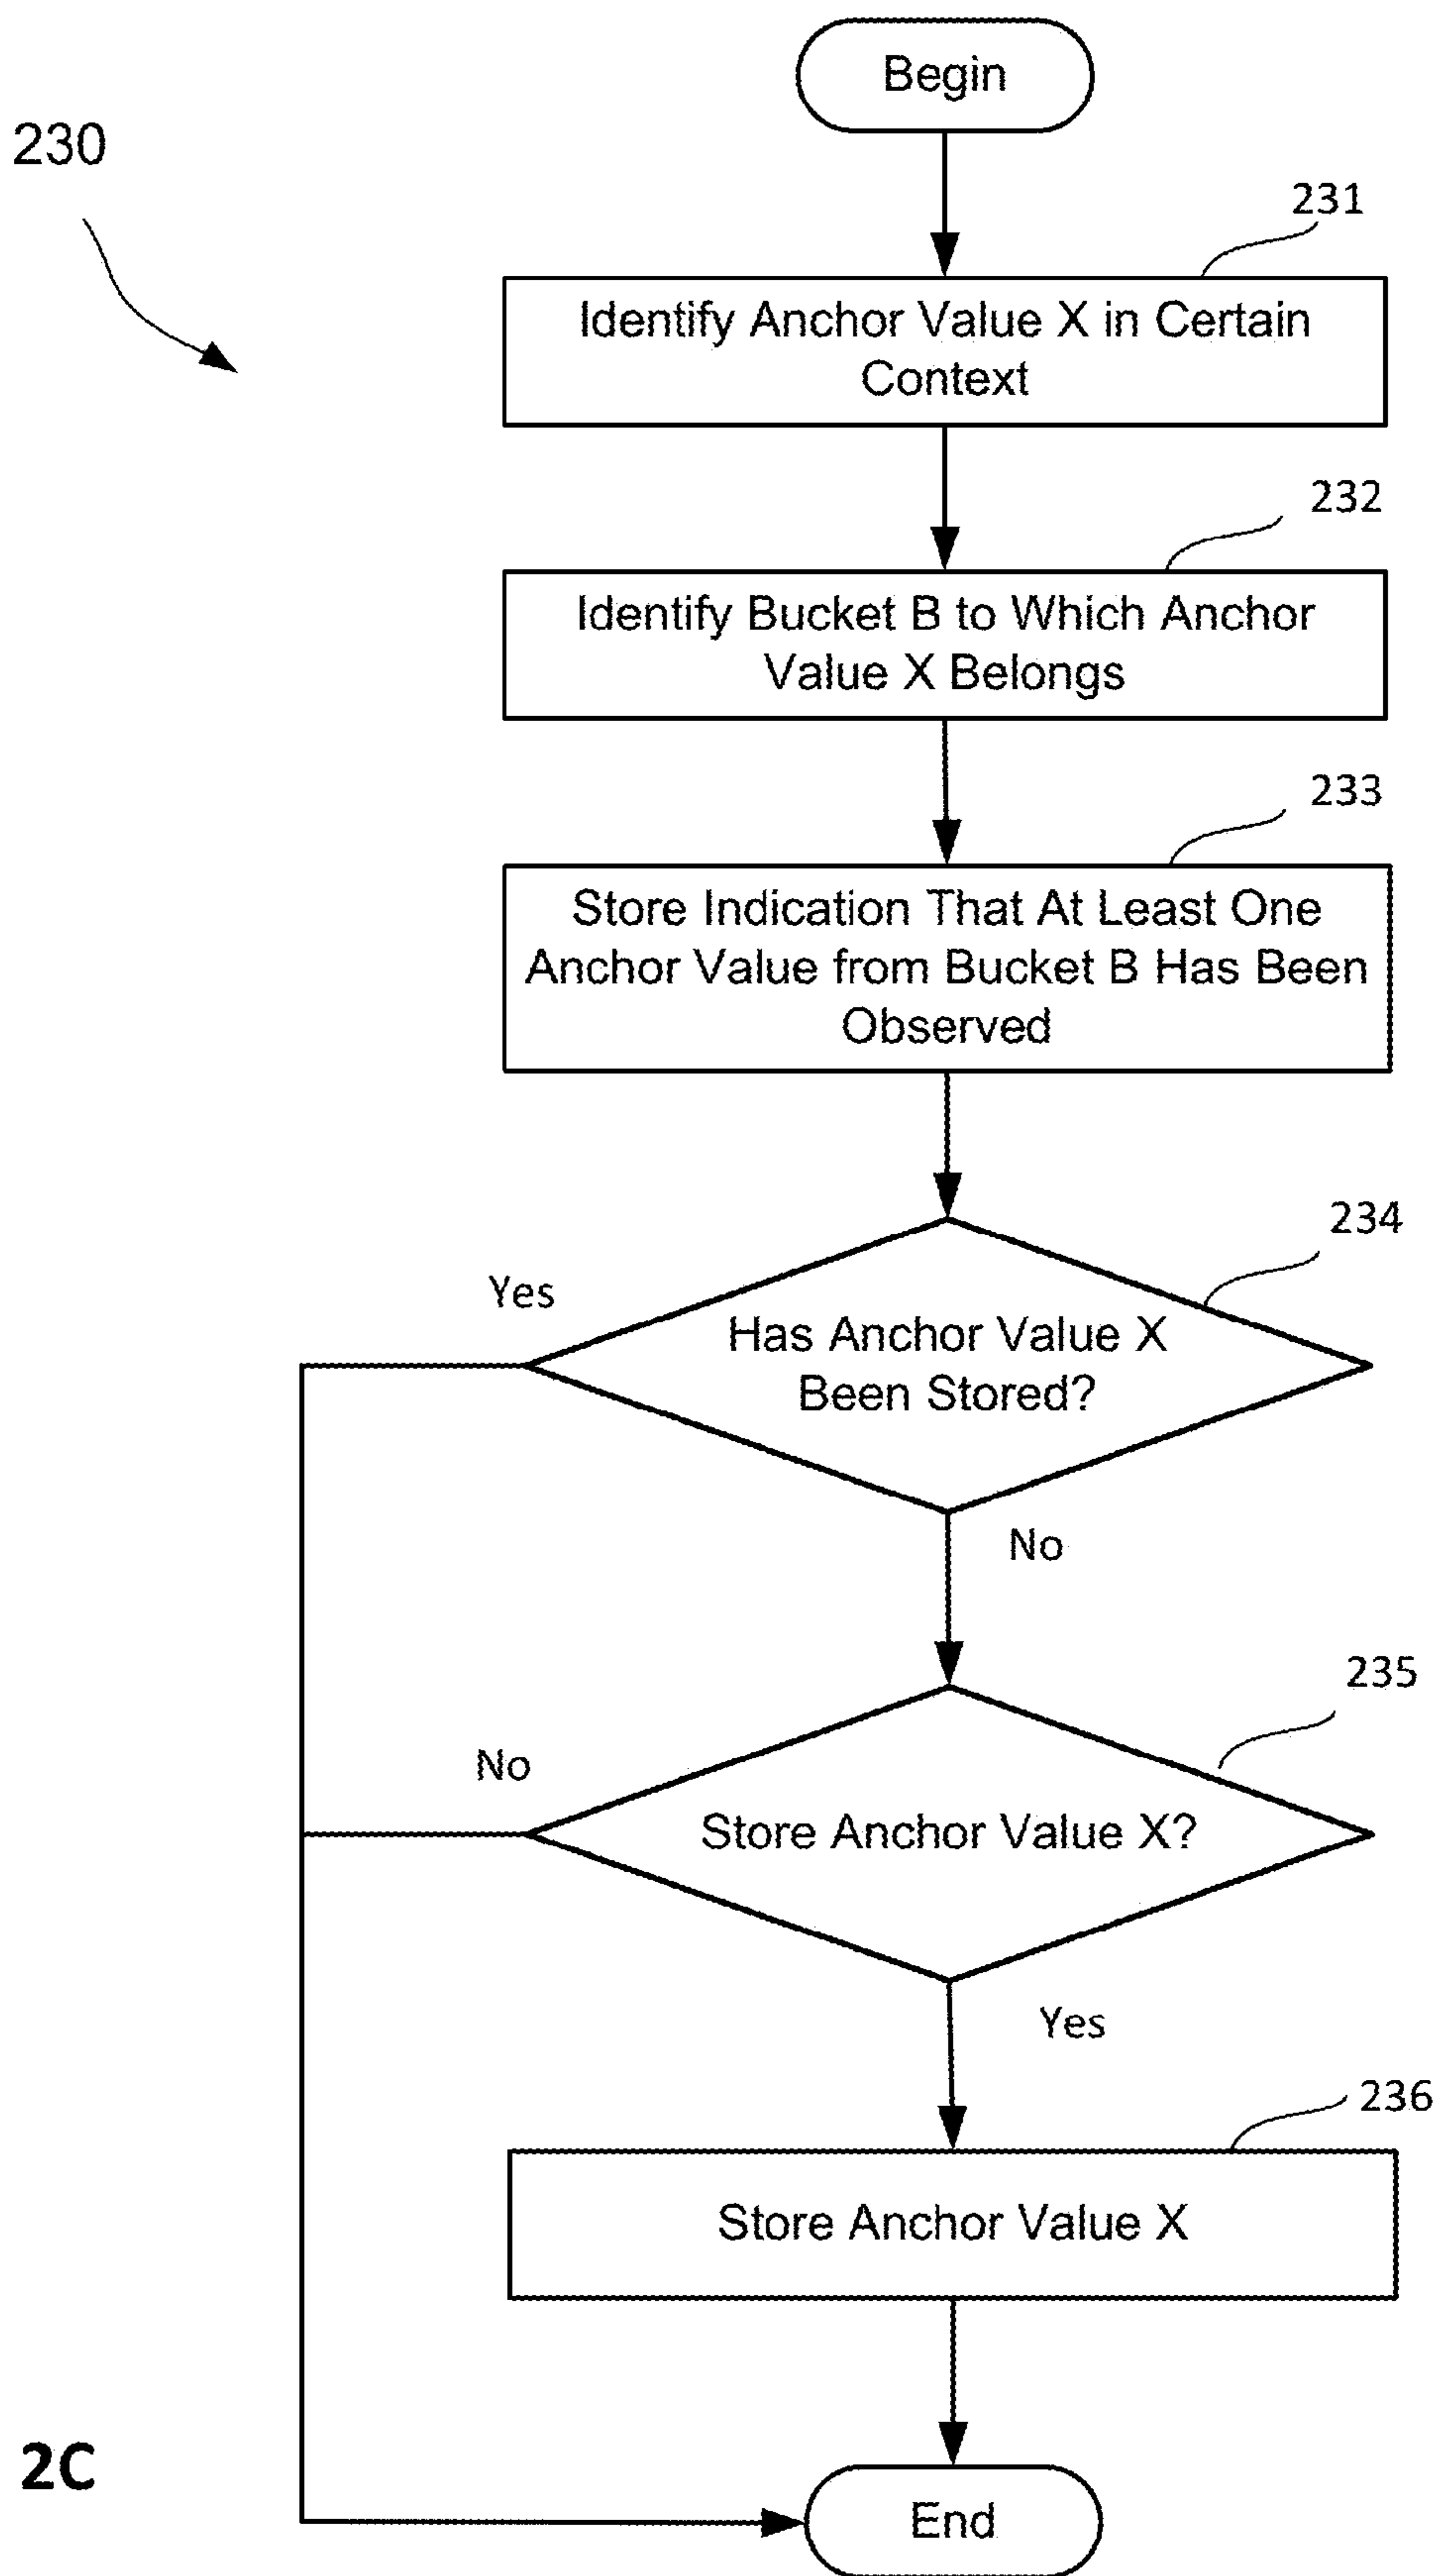 Begin
230
231
Identify Anchor Value X in Certain
Context
232
Identify Bucket B to Which Anchor
Value X Belongs
233
Store Indication That At Least One
Anchor Value from Bucket B Has Been
Observed
234
Yes
Has Anchor Value X
Been Stored?
No
235
No
Store Anchor Value X?
Yes
236
Store Anchor Value X
2C
End